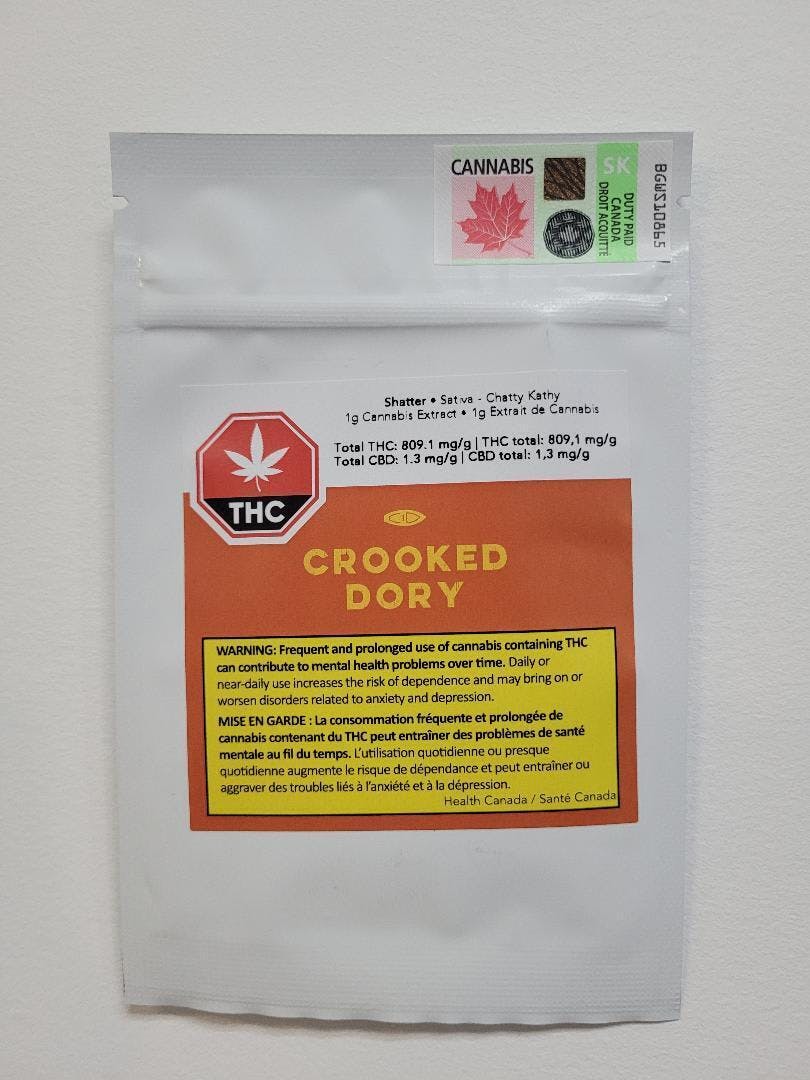 CANNABIS
SK
DUTY PAID
CANADA
DROIT ACQUITTÉ
BGWS10865
Shatter • Sativa - Chatty Kathy
1g Cannabis Extract • 1g Extrait de Cannabis
Total THC: 809.1 mg/g | THC total: 809,1 mg/g
Total CBD: 1.3 mg/g | CBD total: 1,3 mg/g
THC
CROOKED
DORY
WARNING: Frequent and prolonged use of cannabis containing THC
can contribute to mental health problems over time. Daily or
near-daily use increases the risk of dependence and may bring on or
worsen disorders related to anxiety and depression.
MISE EN GARDE : La consommation fréquente et prolongée de
cannabis contenant du THC peut entraîner des problèmes de santé
mentale au fil du temps. L'utilisation quotidienne ou presque
quotidienne augmente le risque de dépendance et peut entraîner ou
aggraver des troubles liés à l'anxiété et à la dépression.
Health Canada / Santé Canada